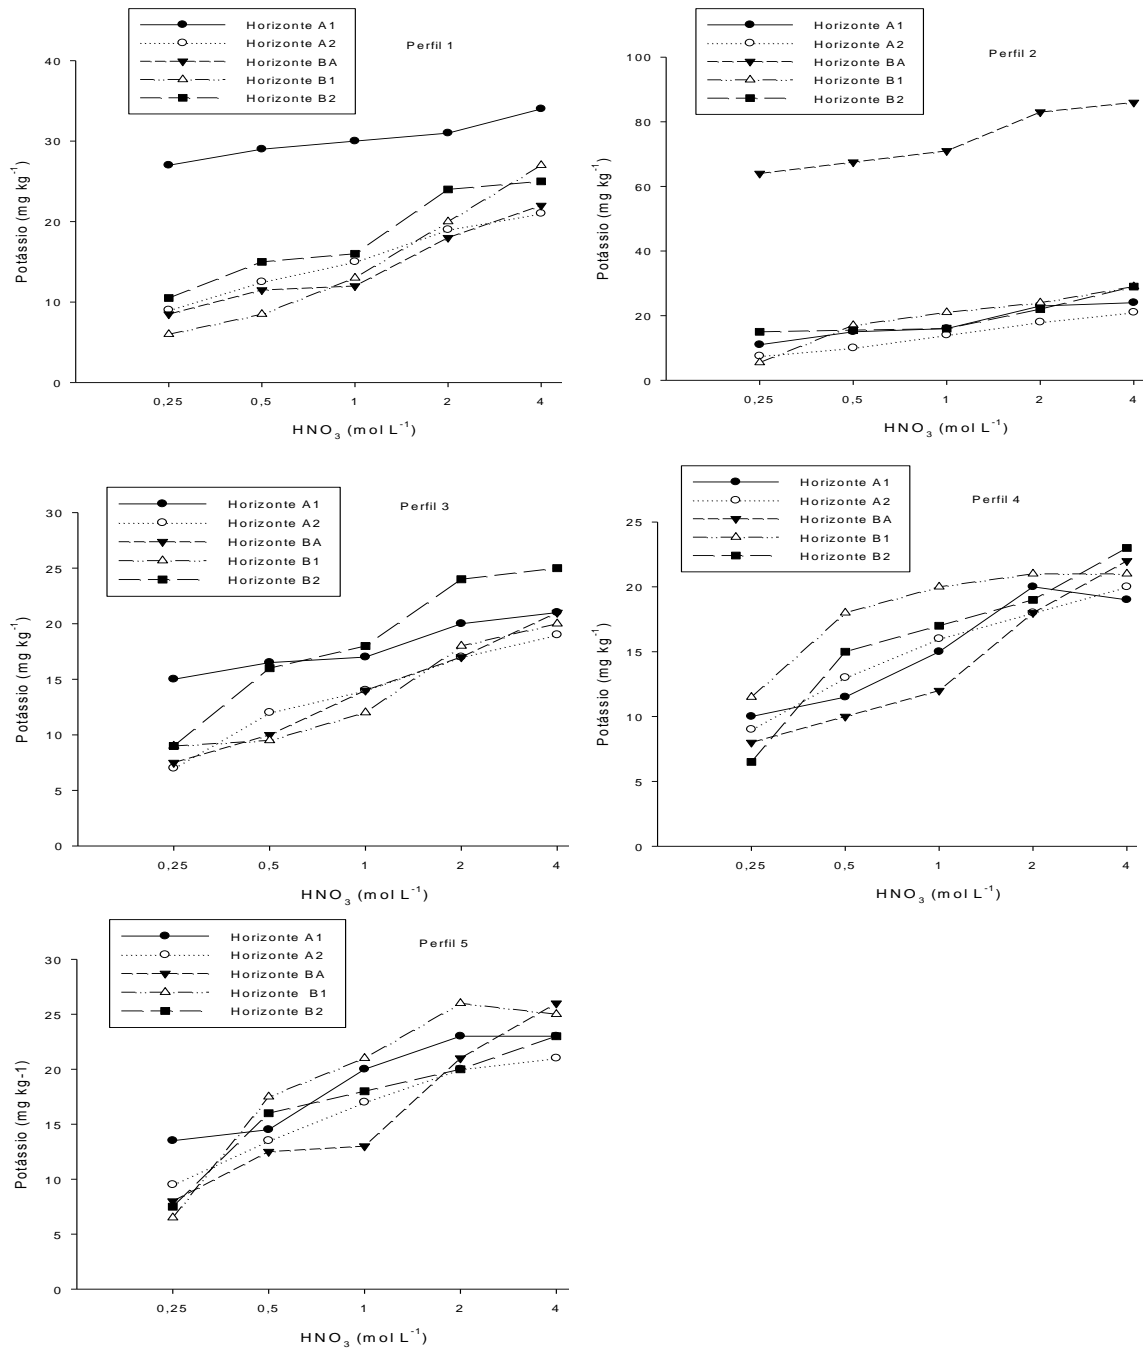 Horizonte A1
Horizonte A2
Horizonte BA
Horizonte B1
Horizonte B2
Perfil 1
Potássio (mg kg-1)
40
30
20
10
0
0,25 0,5 1 2 4
HNO3 (mol L-1)
Horizonte A1
Horizonte A2
Horizonte BA
Horizonte B1
Horizonte B2
Perfil 2
Potássio (mg kg-1)
100
80
60
40
20
0
0,25 0,5 1 2 4
HNO3 (mol L-1)
Horizonte A1
Horizonte A2
Horizonte BA
Horizonte B1
Horizonte B2
Perfil 3
Potássio (mg kg-1)
30
25
20
15
10
5
0
0,25 0,5 1 2 4
HNO3 (mol L-1)
Horizonte A1
Horizonte A2
Horizonte BA
Horizonte B1
Horizonte B2
Perfil 4
Potássio (mg kg-1)
25
20
15
10
5
0
0,25 0,5 1 2 4
HNO3 (mol L-1)
Horizonte A1
Horizonte A2
Horizonte BA
Horizonte B1
Horizonte B2
Perfil 5
Potássio (mg kg-1)
30
25
20
15
10
5
0
0,25 0,5 1 2 4
HNO3 (mol L-1)